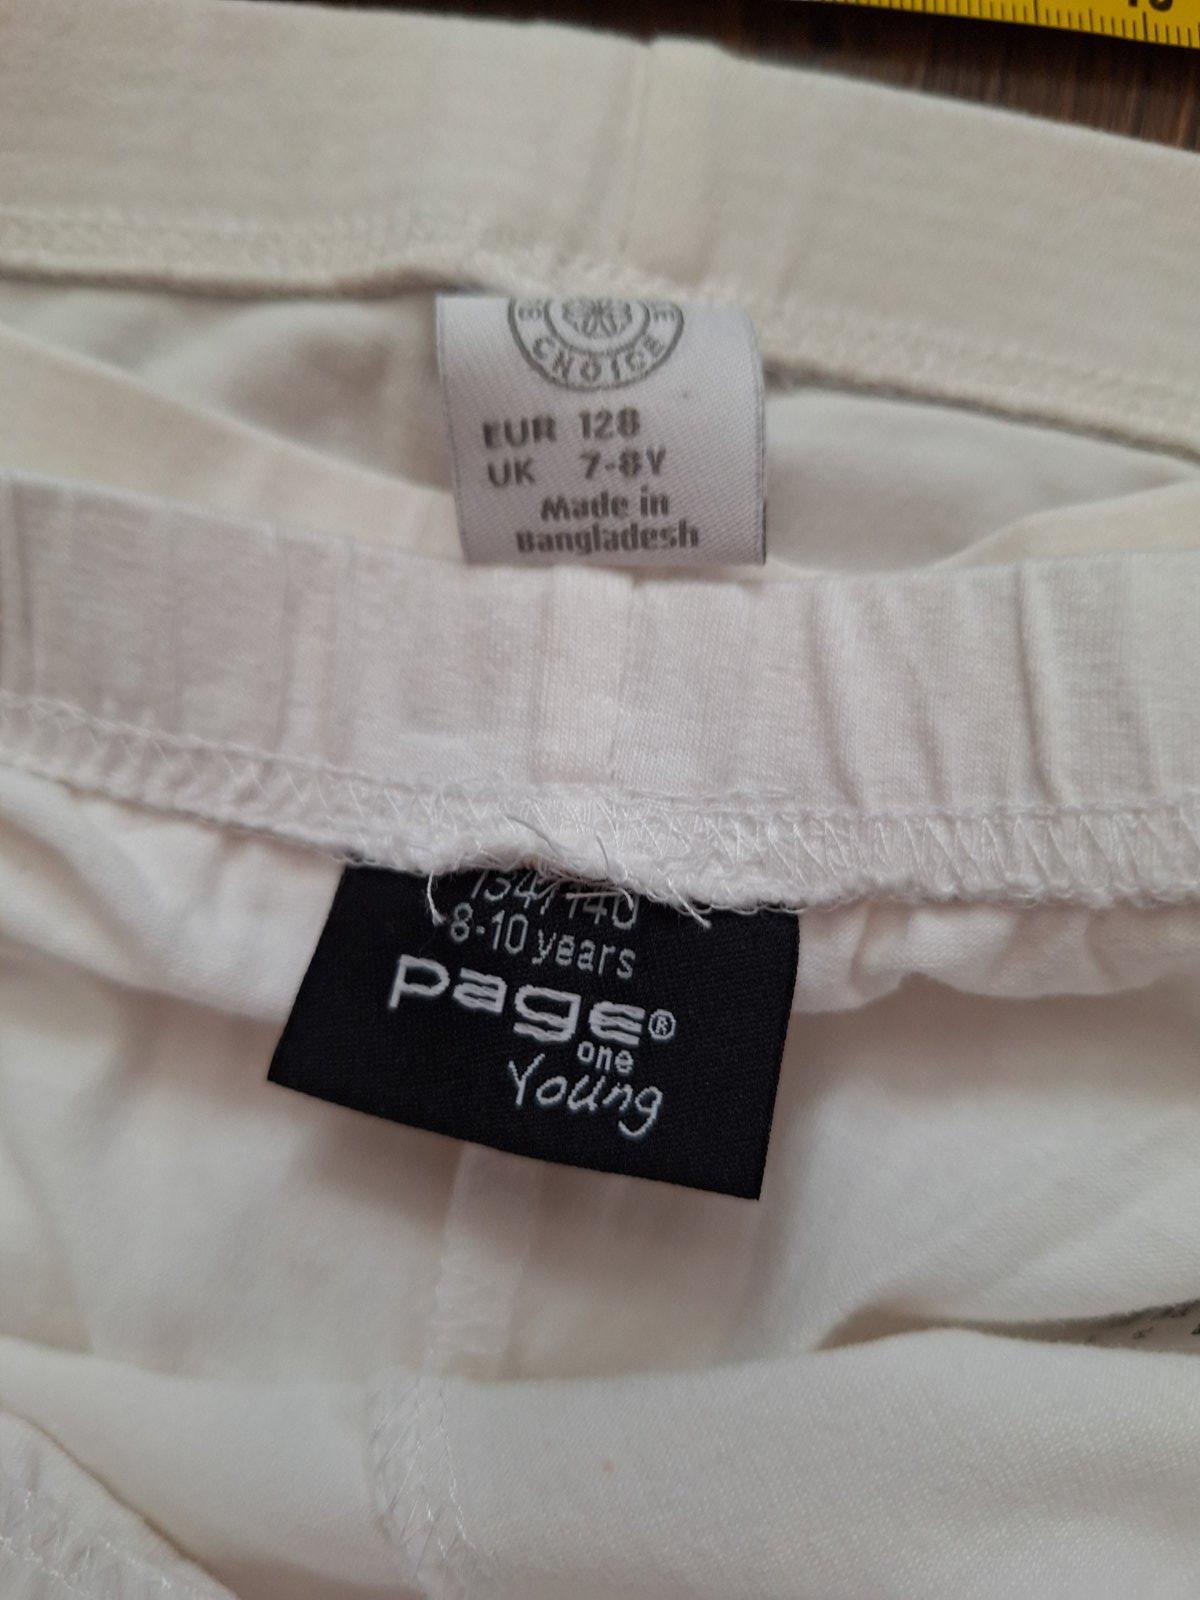 CHOICE
EUR 128
UK 7-8Y
Made in
Bangladesh
134/140
8-10 years
page®
one
Young